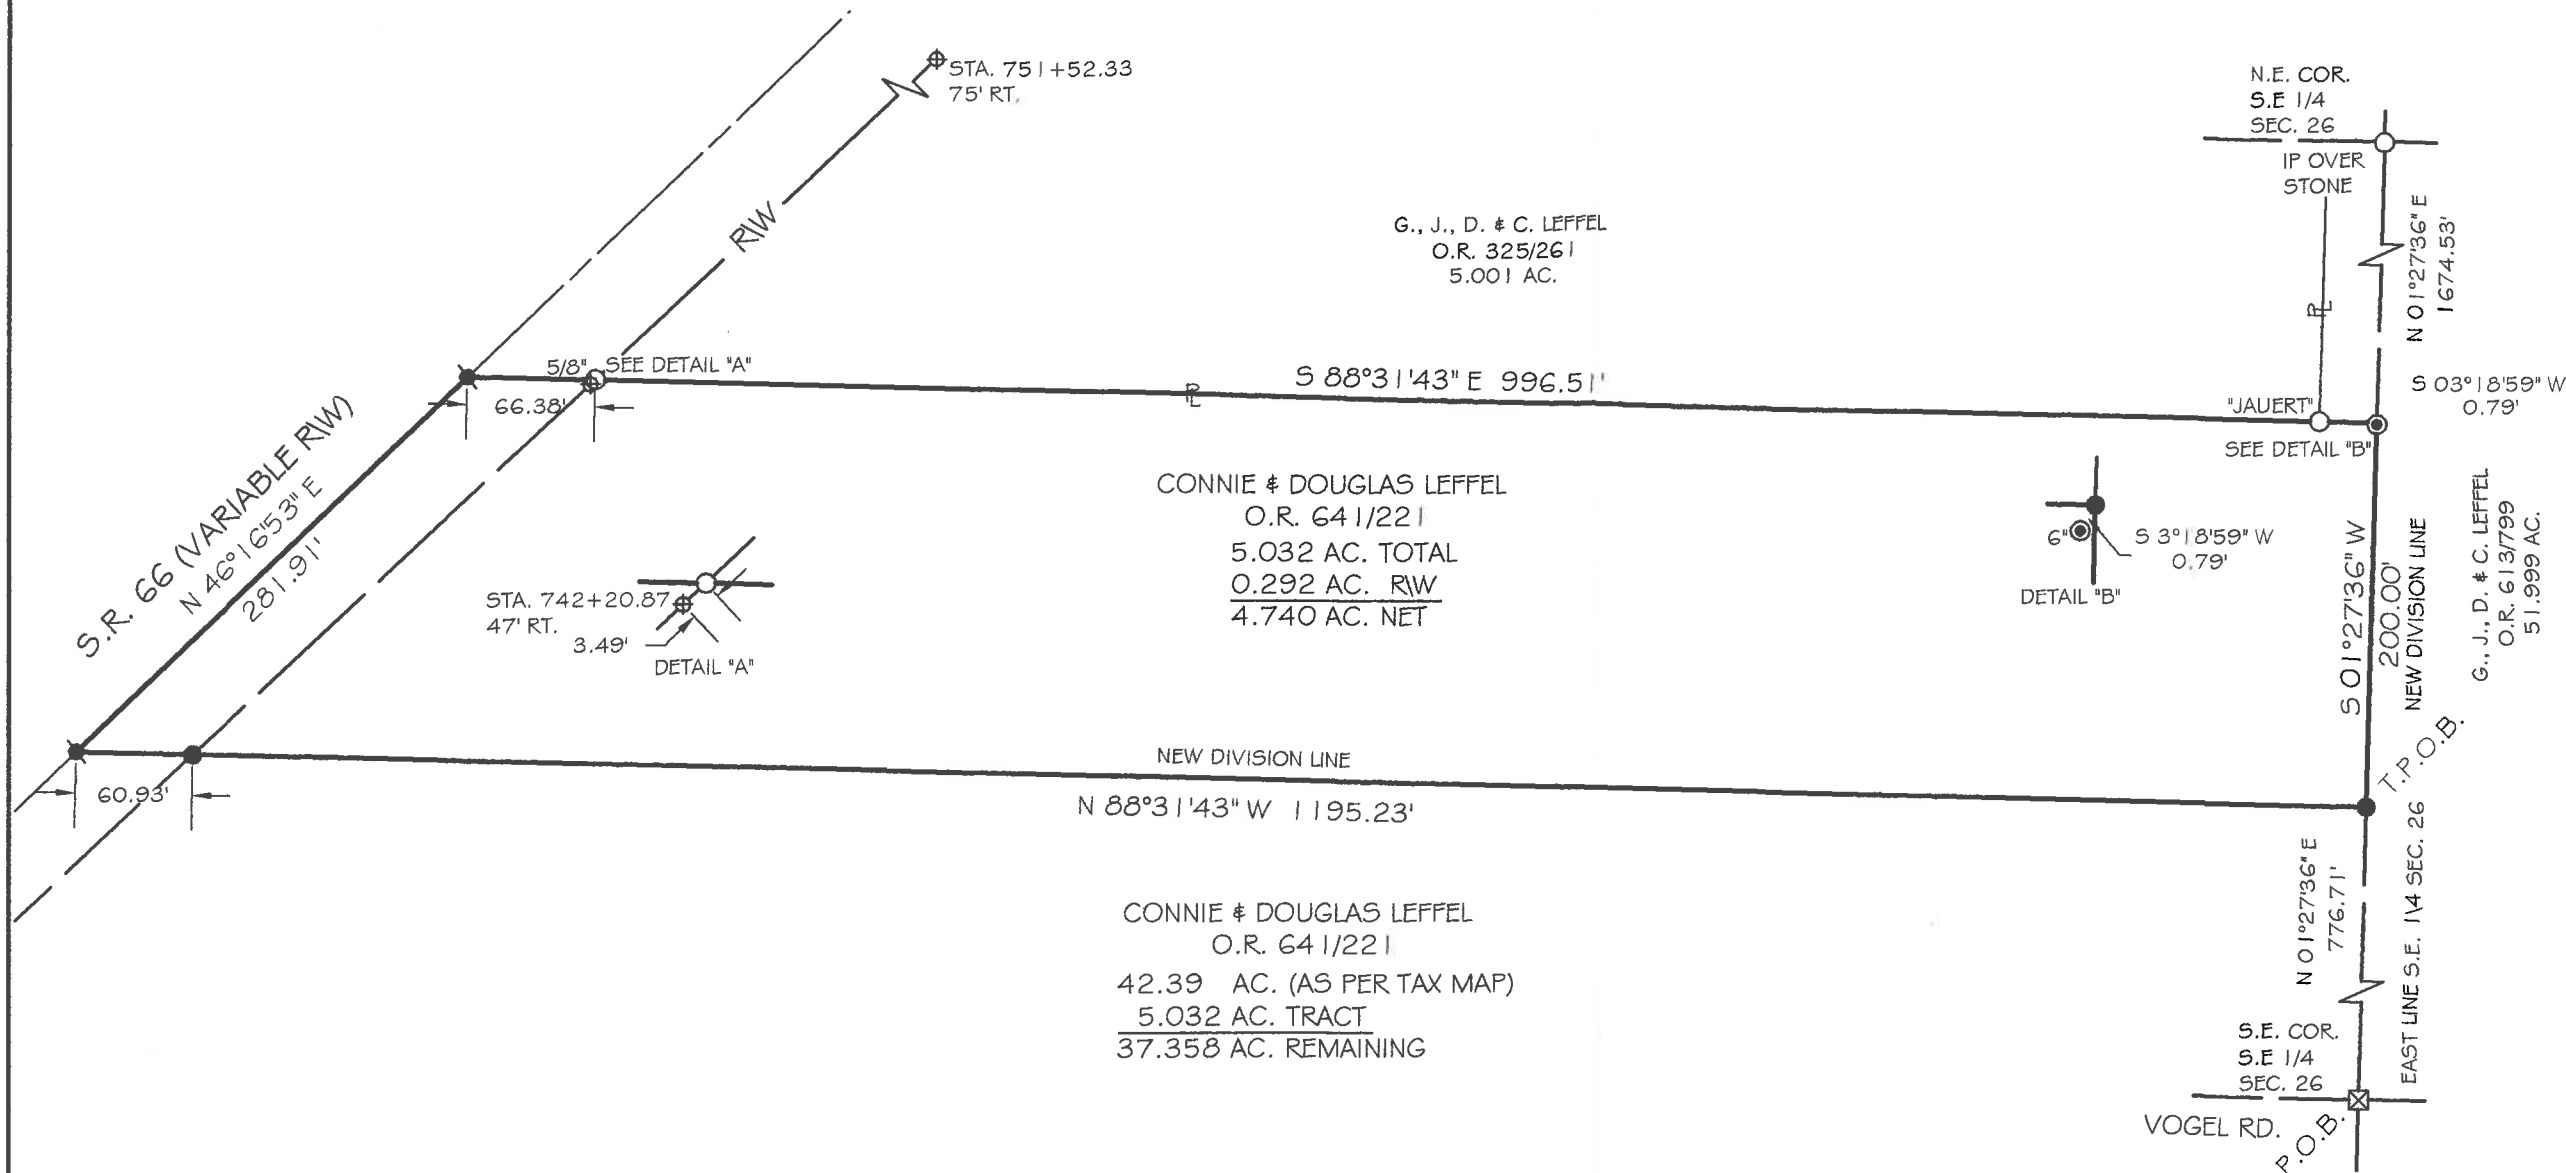 STA. 751+52.33
75' RT.
N.E. COR.
S.E 1/4
SEC. 26
IP OVER
STONE
N 01°27'36" E
1674.53'
R\W
G., J., D. & C. LEFFEL
O.R. 325/261
5.001 AC.
PL
5/8"
SEE DETAIL "A"
66.38'
PL
S 88°31'43" E 996.51'
"JAUERT"
S 03°18'59" W
0.79'
SEE DETAIL "B"
S.R. 66 (VARIABLE R\W)
N 46°16'53" E
281.91'
CONNIE & DOUGLAS LEFFEL
O.R. 641/221
5.032 AC. TOTAL
0.292 AC. R\W
4.740 AC. NET
6"
S 3°18'59" W
0.79'
DETAIL "B"
STA. 742+20.87
47' RT.
3.49'
DETAIL "A"
S 01°27'36" W
200.00'
NEW DIVISION LINE
G., J., D. & C. LEFFEL
O.R. 613/799
51.999 AC.
T.P.O.B.
60.93'
NEW DIVISION LINE
N 88°31'43" W 1195.23'
N 01°27'36" E
776.71'
EAST LINE S.E. 1\4 SEC. 26
CONNIE & DOUGLAS LEFFEL
O.R. 641/221
42.39 AC. (AS PER TAX MAP)
5.032 AC. TRACT
37.358 AC. REMAINING
S.E. COR.
S.E 1/4
SEC. 26
VOGEL RD.
P.O.B.